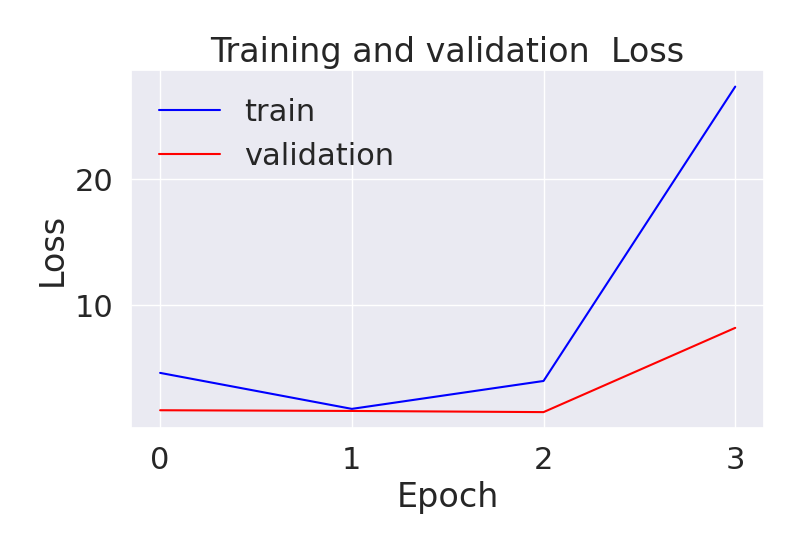 Training and validation  Loss
train
validation
20
10
Loss
0 1 2 3
Epoch